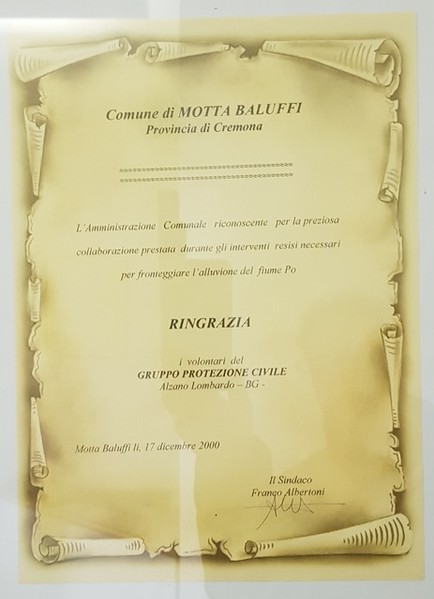 Comune di MOTTA BALUFFI
Provincia di Cremona
L'Amministrazione Comunale riconoscente per la preziosa
collaborazione prestata durante gli interventi resisi necessari
per fronteggiare l'alluvione del fiume Po
RINGRAZIA
i volontari del
GRUPPO PROTEZIONE CIVILE
Alzano Lombardo – BG -
Motta Baluffi lì, 17 dicembre 2000
Il Sindaco
Franco Albertoni